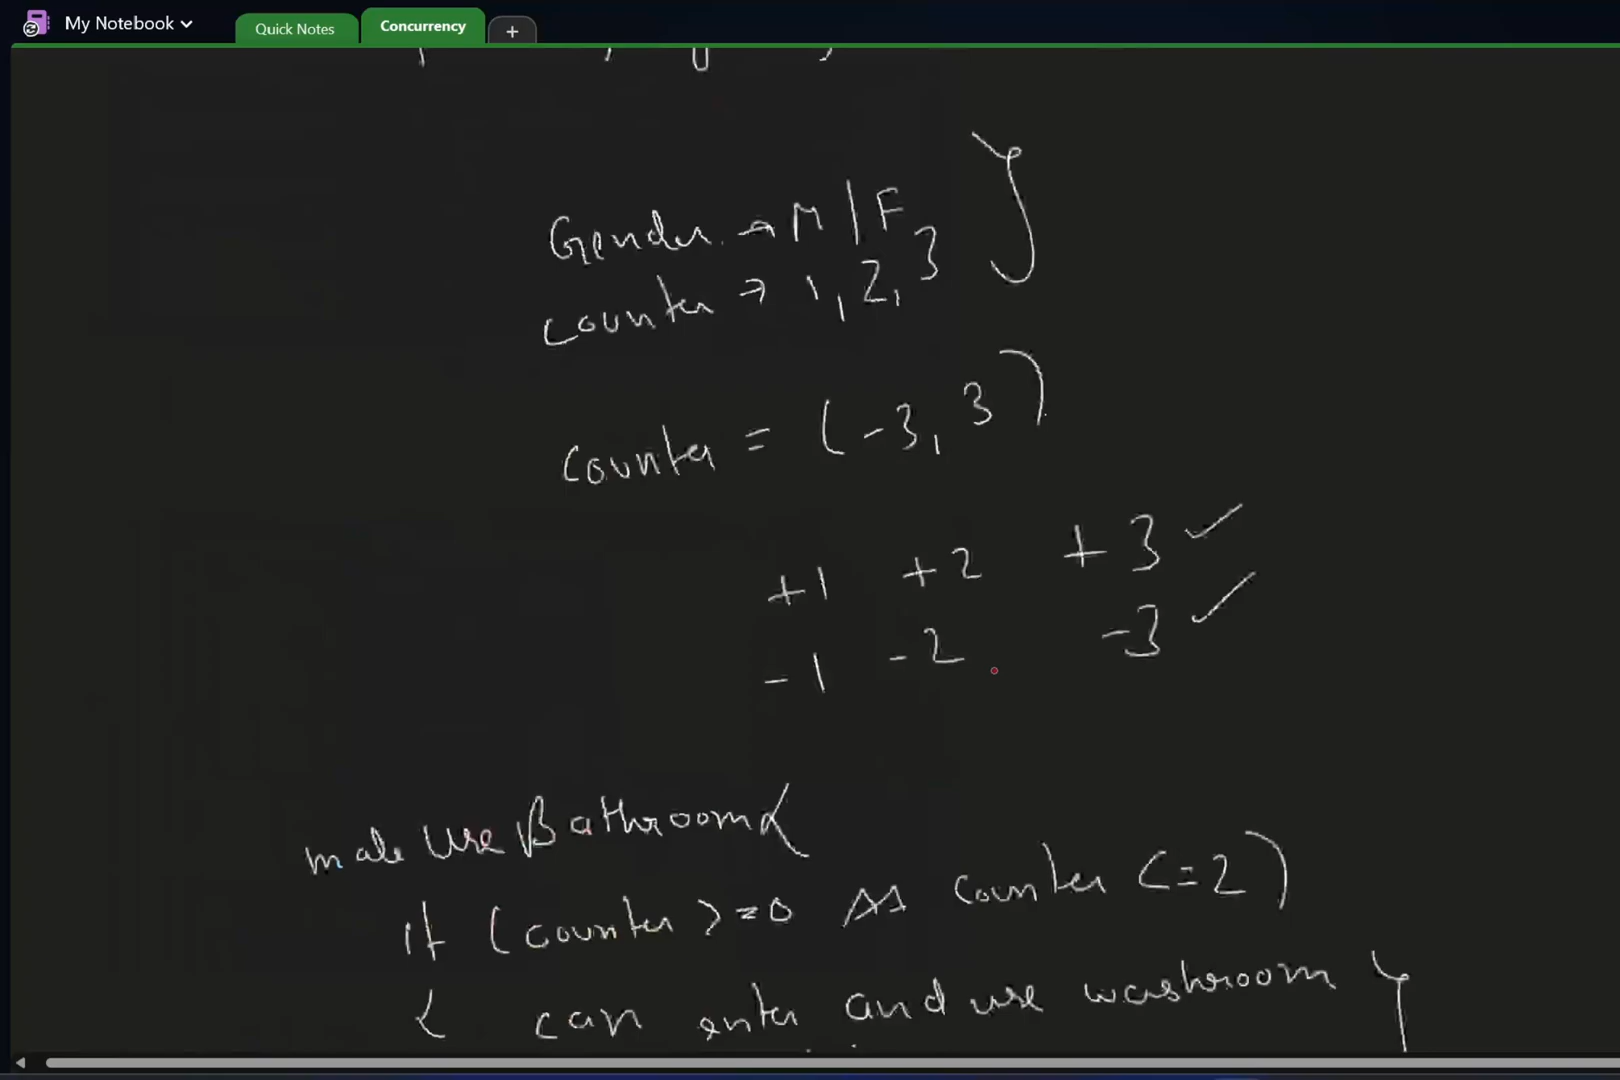 My Notebook
Quick Notes
Concurrency
+
Gender → M | F
counter → 1, 2, 3 }
counter = (-3, 3)
+1 +2 +3 ✓
-1 -2 -3 ✓
male Use Bathroom {
if (counter >= 0 && counter <= 2)
{ can enter and use washroom }